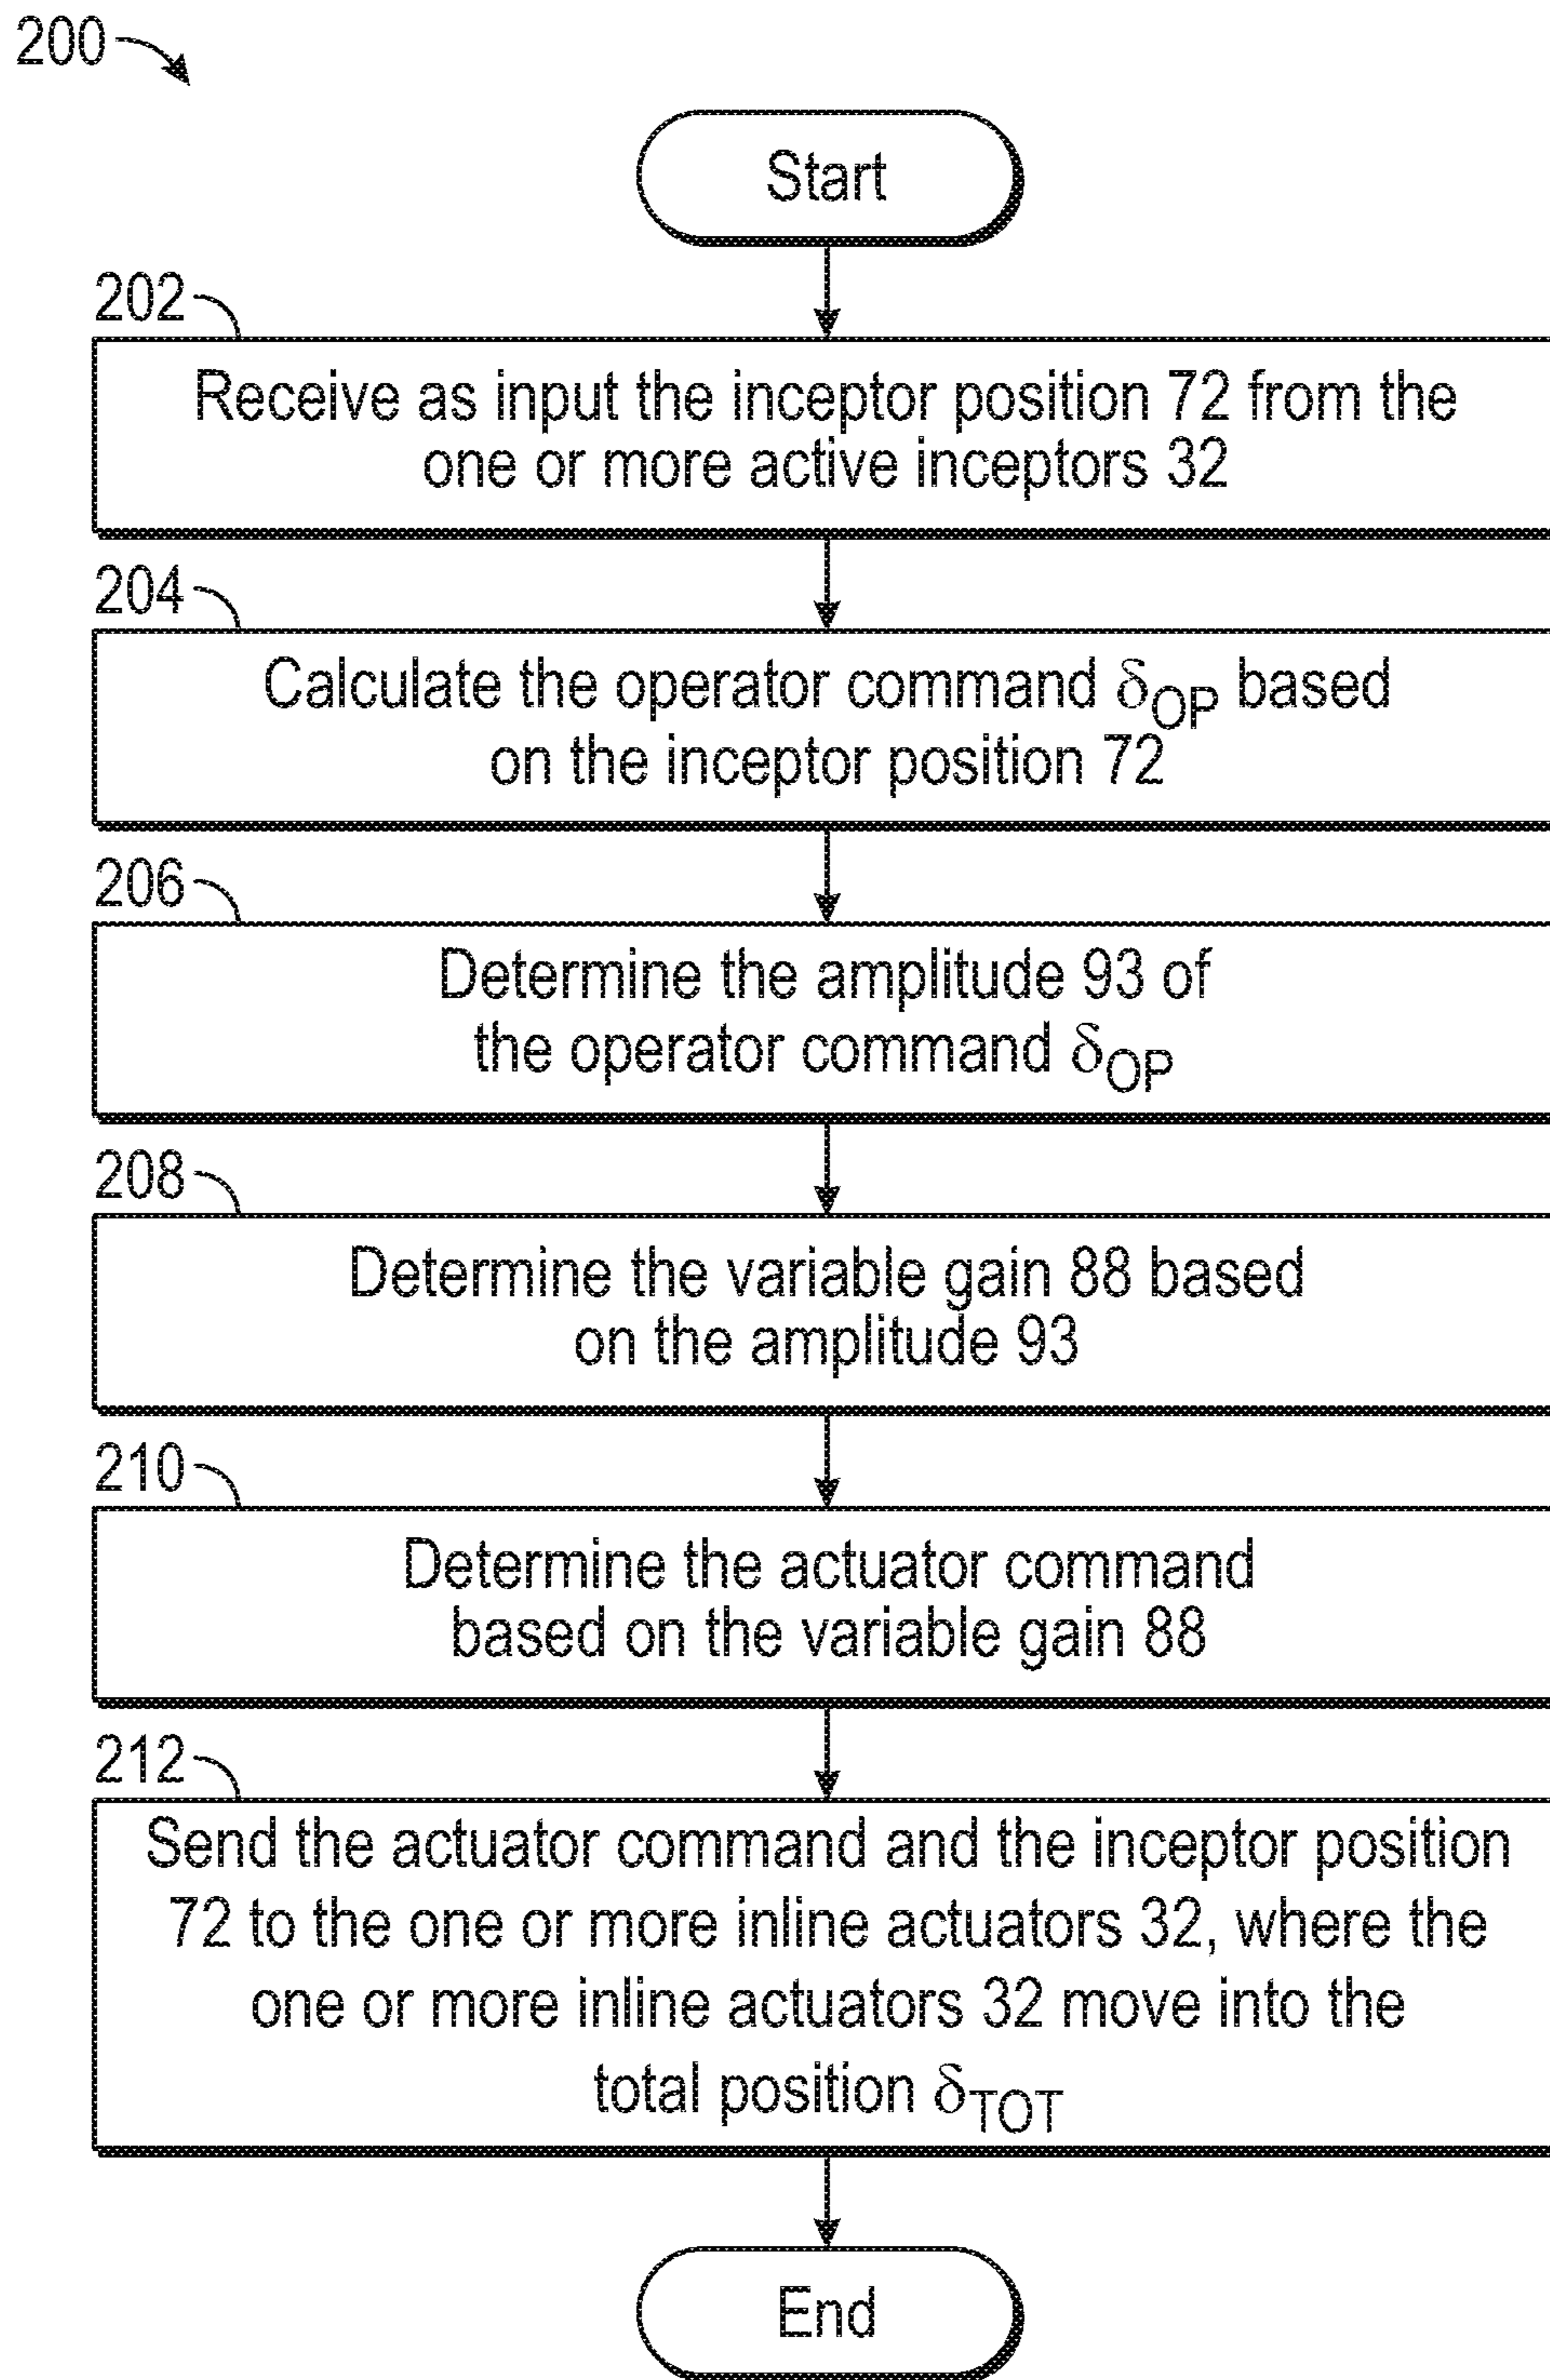 200
Start
202
Receive as input the inceptor position 72 from the
one or more active inceptors 32
204
Calculate the operator command δOP based
on the inceptor position 72
206
Determine the amplitude 93 of
the operator command δOP
208
Determine the variable gain 88 based
on the amplitude 93
210
Determine the actuator command
based on the variable gain 88
212
Send the actuator command and the inceptor position
72 to the one or more inline actuators 32, where the
one or more inline actuators 32 move into the
total position δTOT
End